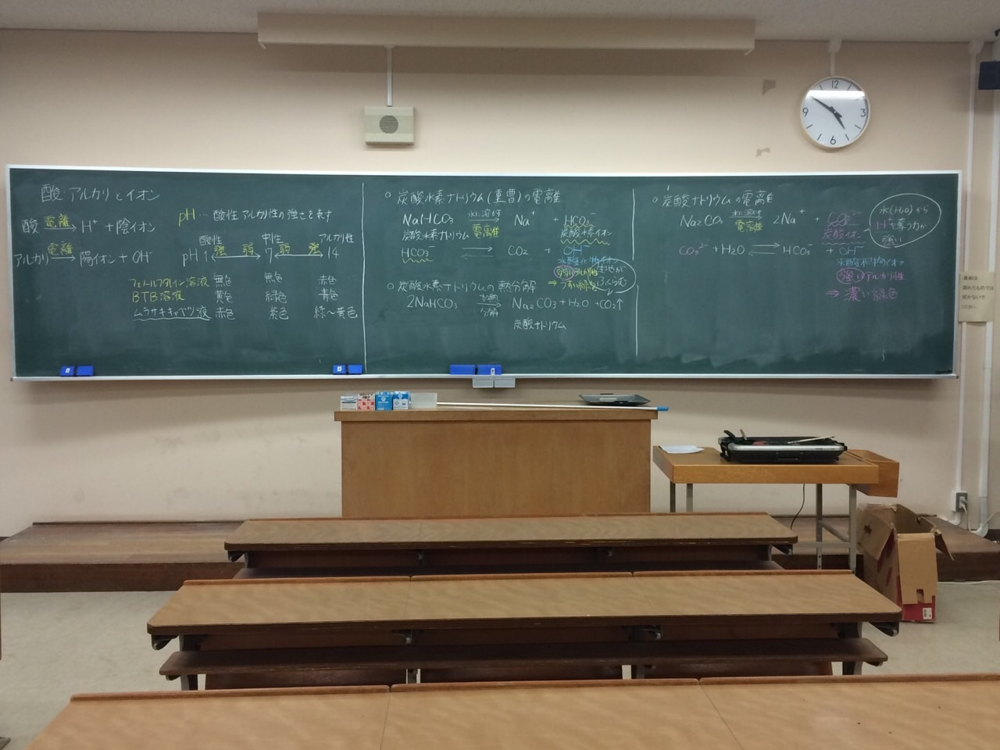 酸・アルカリとイオン
酸 電離→ H⁺ + 陰イオン
アルカリ 電離→ 陽イオン + OH⁻
pH … 酸性アルカリ性の強さを表す
酸性 中性 アルカリ性
pH 1 ← 強 弱 7 弱 強 → 14
フェノールフタレイン溶液 無色 無色 赤色
BTB溶液 黄色 緑色 青色
ムラサキキャベツ液 赤色 紫色 緑〜黄色
○ 炭酸水素ナトリウム(重曹)の電離
NaHCO₃ 水に溶かす→ 電離 Na⁺ + HCO₃⁻
炭酸水素ナトリウム 炭酸水素イオン
HCO₃⁻ ⇄ CO₂ + OH⁻
水酸化物イオン
弱いアルカリ性
⇒ うすい緑色
生地がふくらむ
○ 炭酸水素ナトリウムの熱分解
2NaHCO₃ 加熱→ 分解 Na₂CO₃ + H₂O + CO₂↑
炭酸ナトリウム
○ 炭酸ナトリウムの電離
Na₂CO₃ 水に溶かす→ 電離 2Na⁺ + CO₃²⁻
炭酸イオン
水(H₂O)から
H⁺を奪う力が
強い
CO₃²⁻ + H₂O ⇄ HCO₃⁻ + OH⁻
水酸化物イオン
強いアルカリ性
⇒ 濃い緑色
12
3
6
9